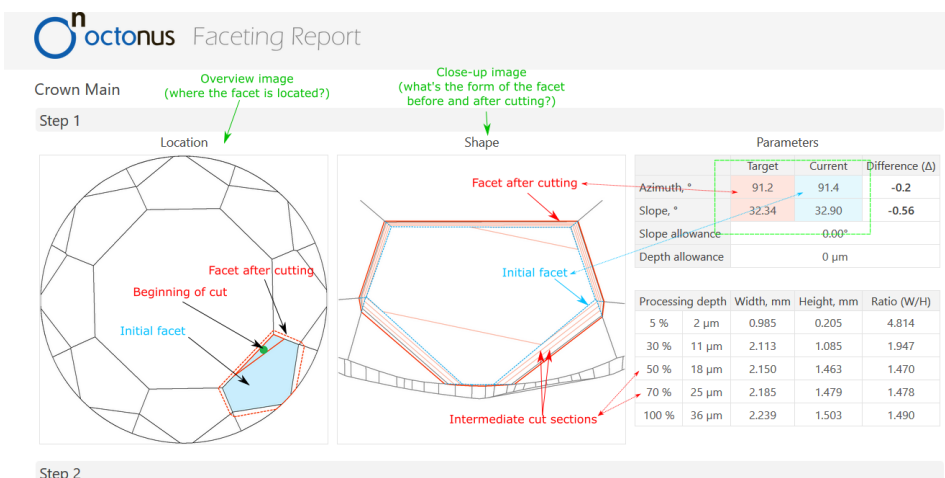 octonus Faceting Report
n
Crown Main
Overview image
(where the facet is located?)
Close-up image
(what's the form of the facet
before and after cutting?)
Step 1
Location
Shape
Parameters
Facet after cutting
Beginning of cut
Initial facet
Facet after cutting
Initial facet
Intermediate cut sections
Target Current Difference (Δ)
Azimuth, ° 91.2 91.4 -0.2
Slope, ° 32.34 32.90 -0.56
Slope allowance 0.00°
Depth allowance 0 µm
Processing depth Width, mm Height, mm Ratio (W/H)
5 % 2 µm 0.985 0.205 4.814
30 % 11 µm 2.113 1.085 1.947
50 % 18 µm 2.150 1.463 1.470
70 % 25 µm 2.185 1.479 1.478
100 % 36 µm 2.239 1.503 1.490
Step 2